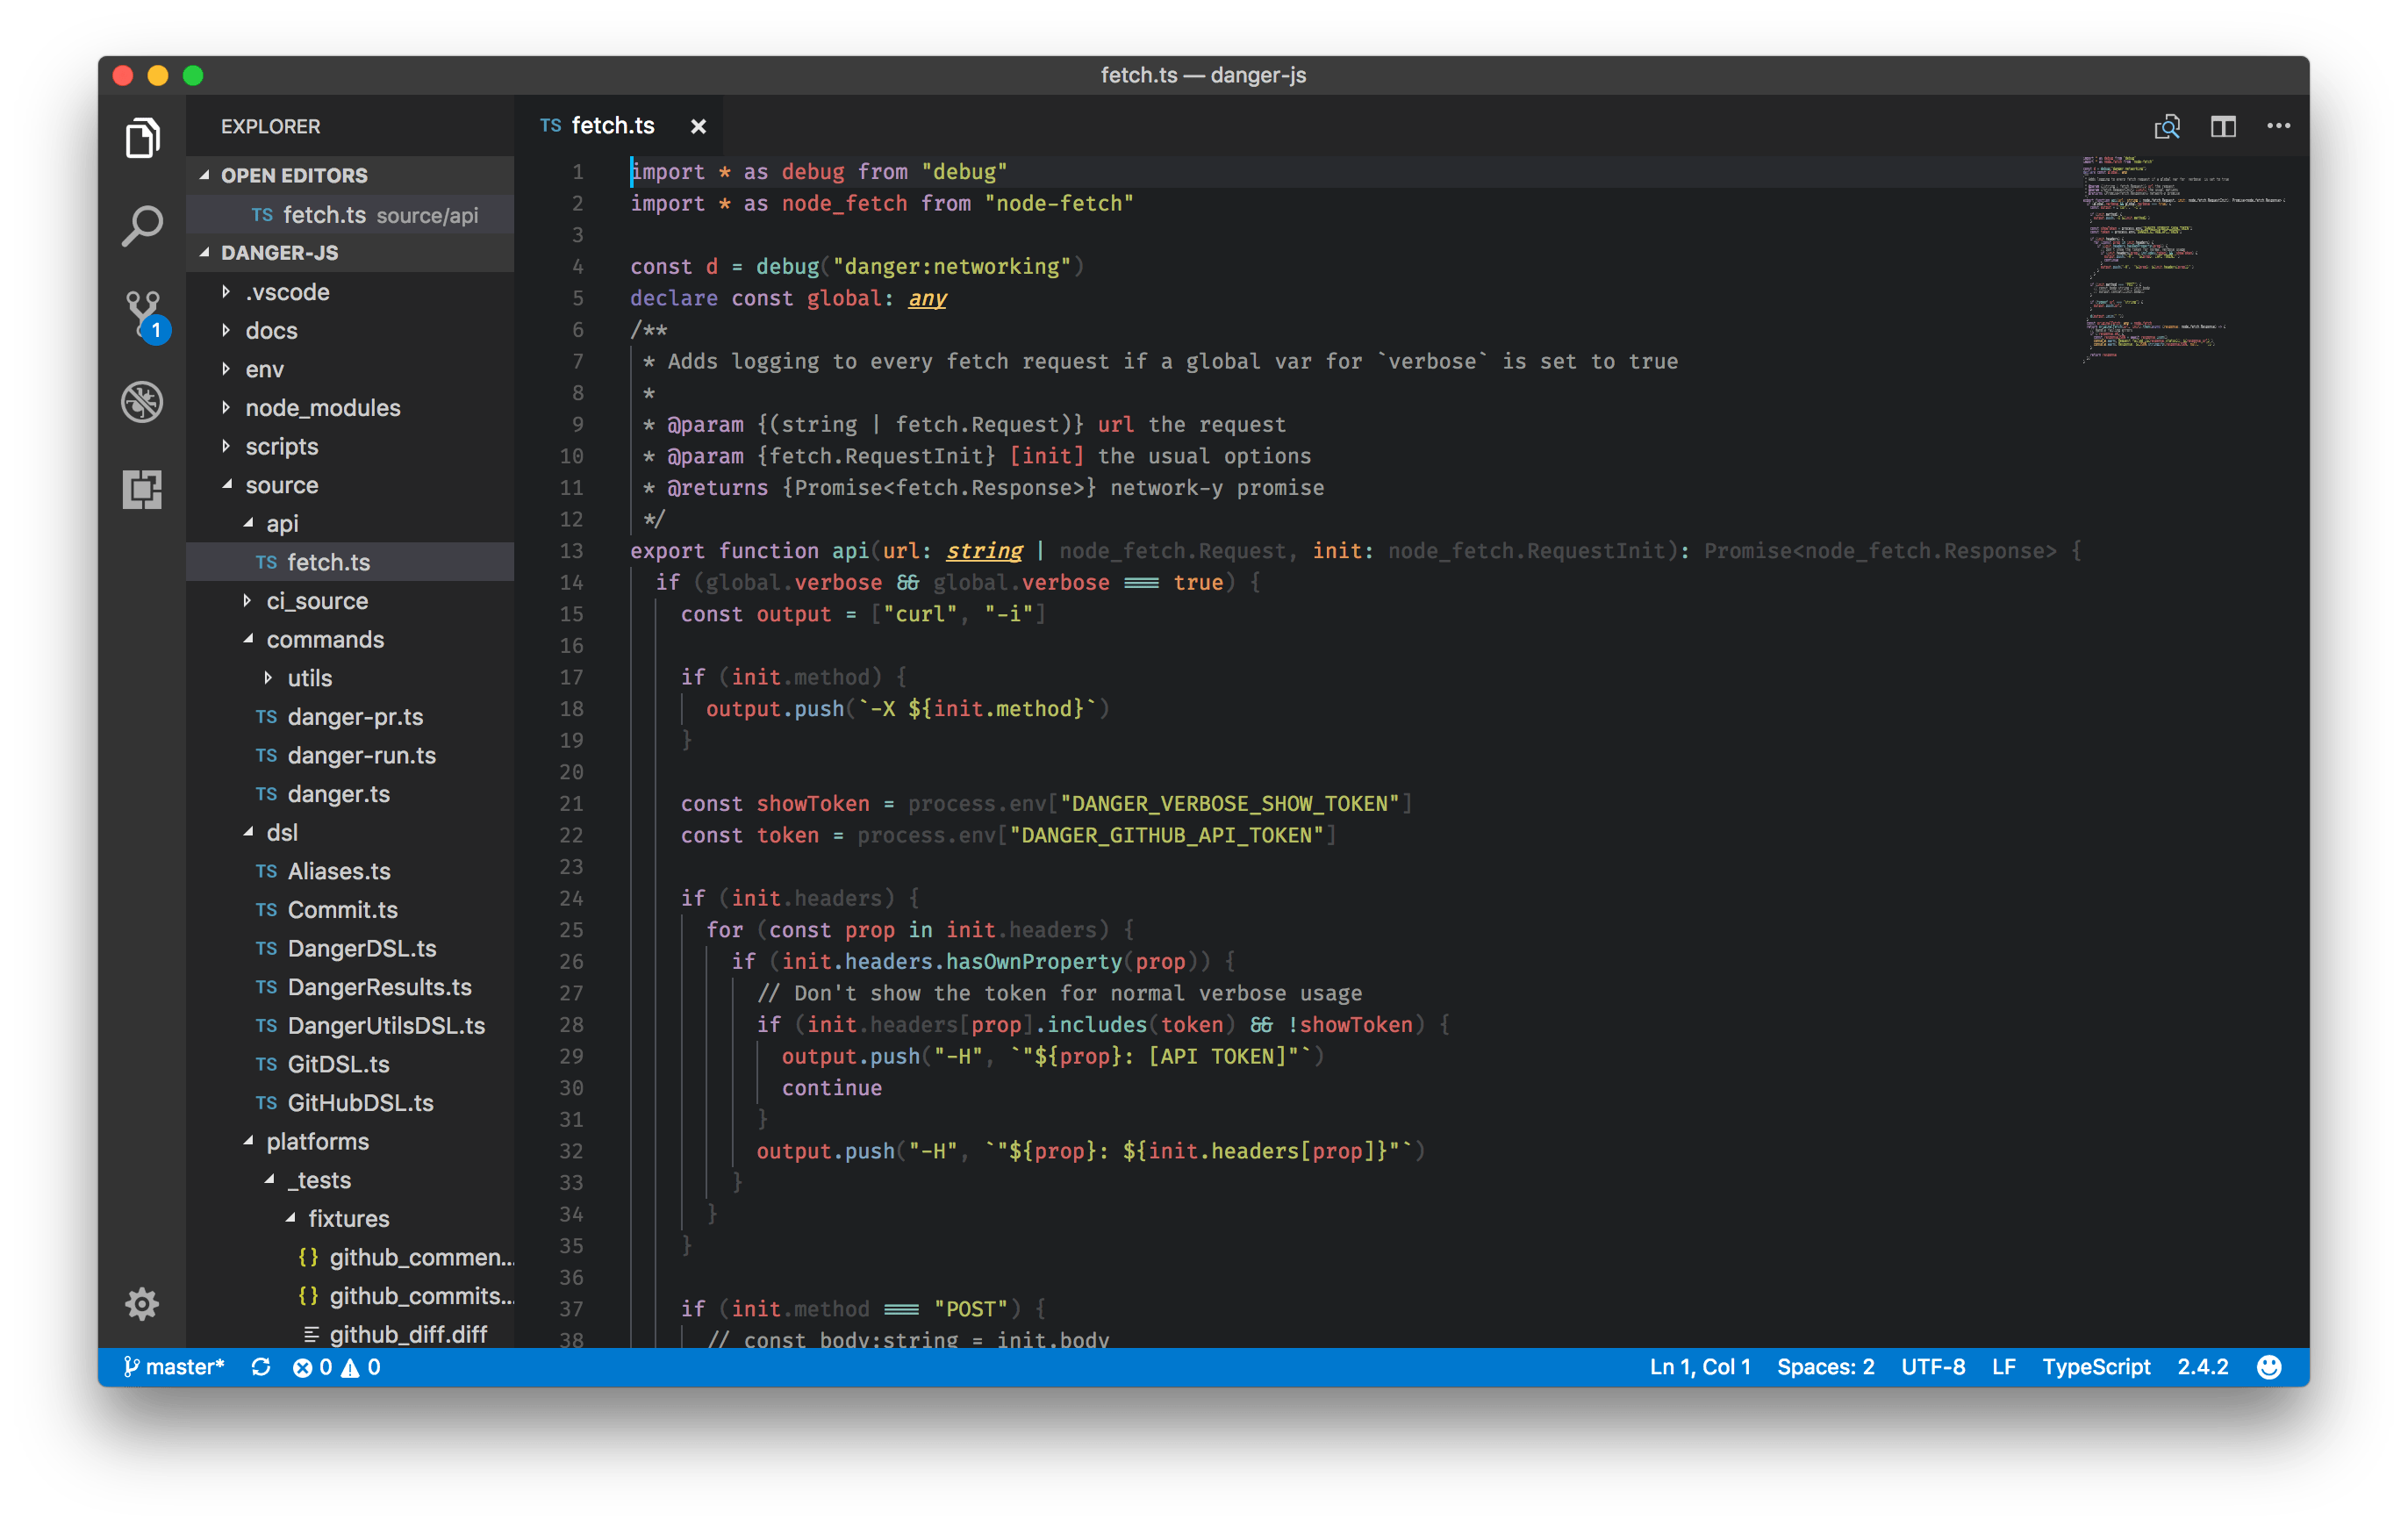 fetch.ts — danger-js
EXPLORER
OPEN EDITORS
TS fetch.ts source/api
DANGER-JS
.vscode
docs
env
node_modules
scripts
source
api
TS fetch.ts
ci_source
commands
utils
TS danger-pr.ts
TS danger-run.ts
TS danger.ts
dsl
TS Aliases.ts
TS Commit.ts
TS DangerDSL.ts
TS DangerResults.ts
TS DangerUtilsDSL.ts
TS GitDSL.ts
TS GitHubDSL.ts
platforms
_tests
fixtures
{} github_commen...
{} github_commits...
github_diff.diff
1
TS fetch.ts ×
1 import * as debug from "debug"
2 import * as node_fetch from "node-fetch"
3
4 const d = debug("danger:networking")
5 declare const global: any
6 /**
7 * Adds logging to every fetch request if a global var for `verbose` is set to true
8 *
9 * @param {(string | fetch.Request)} url the request
10 * @param {fetch.RequestInit} [init] the usual options
11 * @returns {Promise<fetch.Response>} network-y promise
12 */
13 export function api(url: string | node_fetch.Request, init: node_fetch.RequestInit): Promise<node_fetch.Response> {
14 if (global.verbose && global.verbose === true) {
15 const output = ["curl", "-i"]
16
17 if (init.method) {
18 output.push(`-X ${init.method}`)
19 }
20
21 const showToken = process.env["DANGER_VERBOSE_SHOW_TOKEN"]
22 const token = process.env["DANGER_GITHUB_API_TOKEN"]
23
24 if (init.headers) {
25 for (const prop in init.headers) {
26 if (init.headers.hasOwnProperty(prop)) {
27 // Don't show the token for normal verbose usage
28 if (init.headers[prop].includes(token) && !showToken) {
29 output.push("-H", `"${prop}: [API TOKEN]"`)
30 continue
31 }
32 output.push("-H", `"${prop}: ${init.headers[prop]}"`)
33 }
34 }
35 }
36
37 if (init.method === "POST") {
38 // const body:string = init.body
master* 0 0
Ln 1, Col 1 Spaces: 2 UTF-8 LF TypeScript 2.4.2